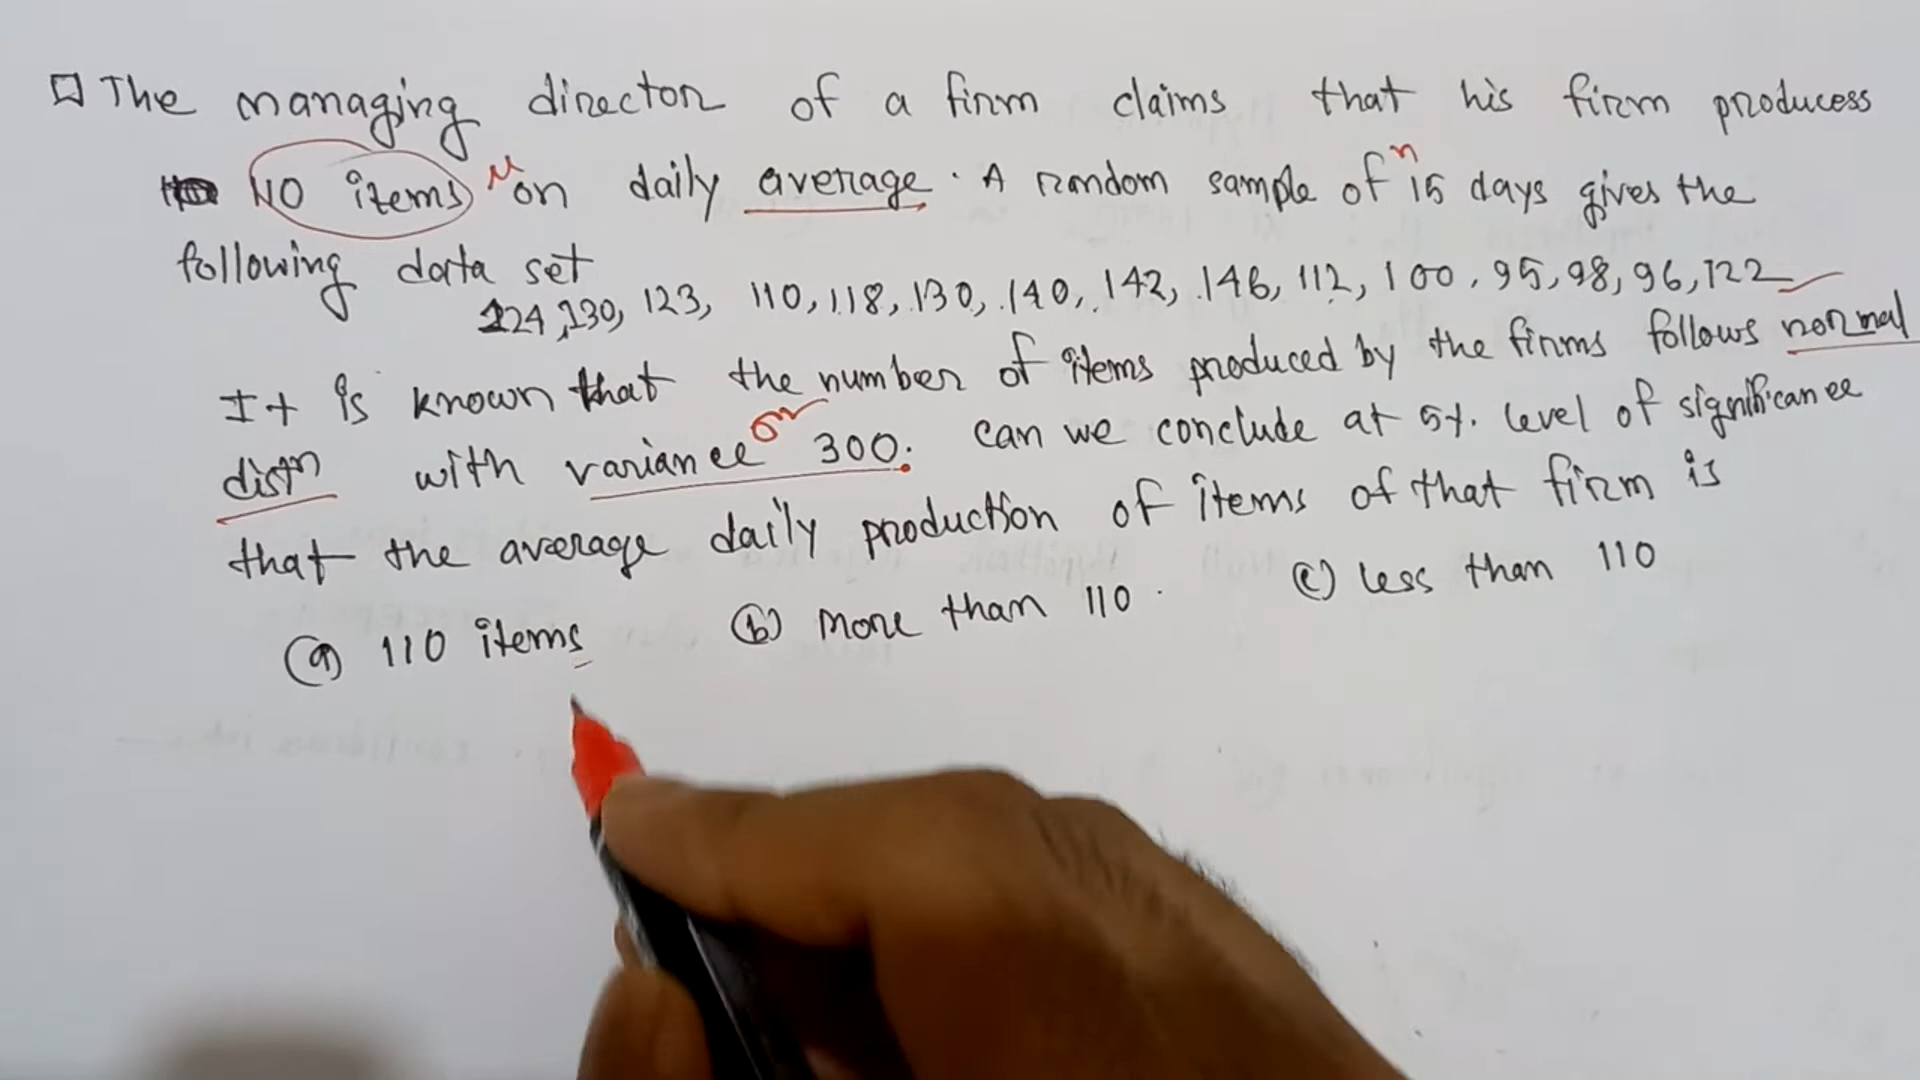 The managing director of a firm claims that his firm producess
110 items μ on daily average. A random sample of n 15 days gives the
following data set
124, 130, 123, 110, 118, 130, 140, 142, 146, 112, 100, 95, 98, 96, 122
It is known that the number of items produced by the firms follows normal
distn with variance σ² 300. can we conclude at 5%. level of significance
that the average daily production of items of that firm is
(a) 110 items (b) more than 110. (c) less than 110